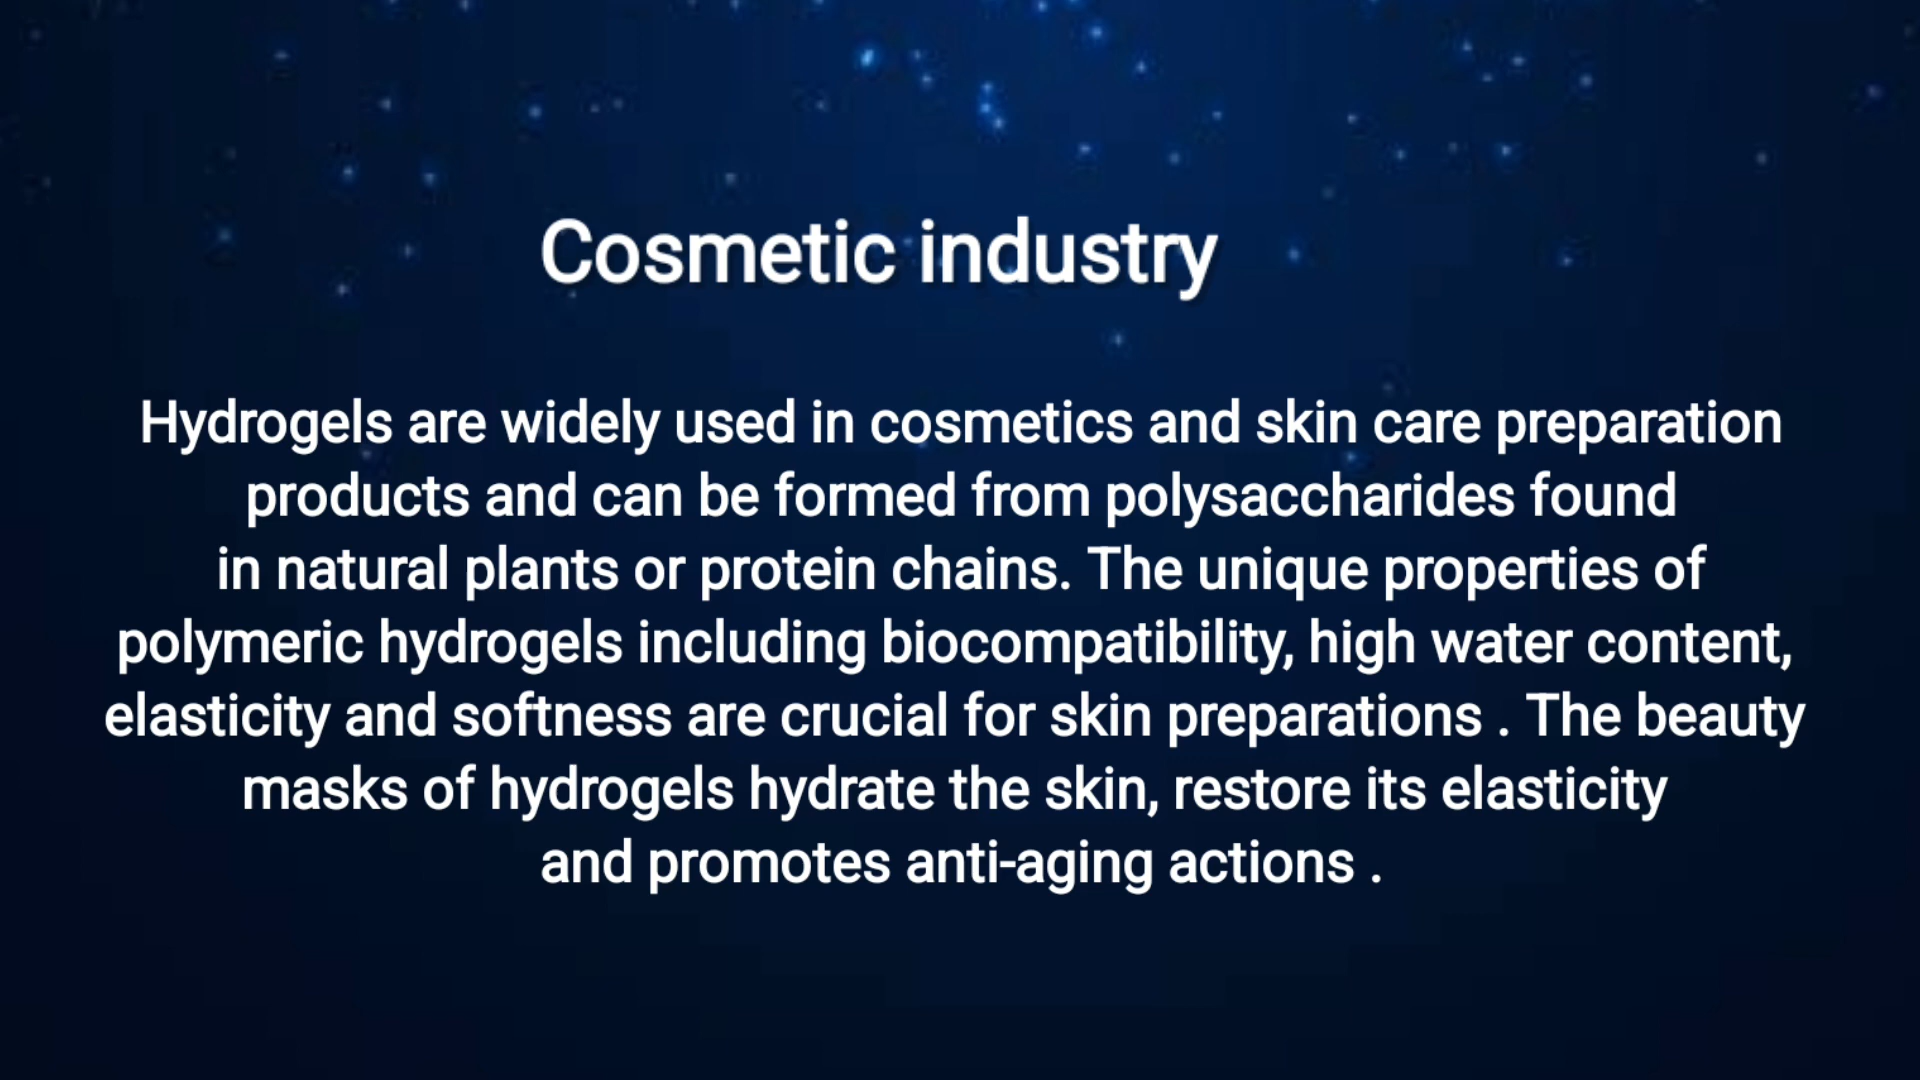 Cosmetic industry
Hydrogels are widely used in cosmetics and skin care preparation
products and can be formed from polysaccharides found
in natural plants or protein chains. The unique properties of
polymeric hydrogels including biocompatibility, high water content,
elasticity and softness are crucial for skin preparations . The beauty
masks of hydrogels hydrate the skin, restore its elasticity
and promotes anti-aging actions .